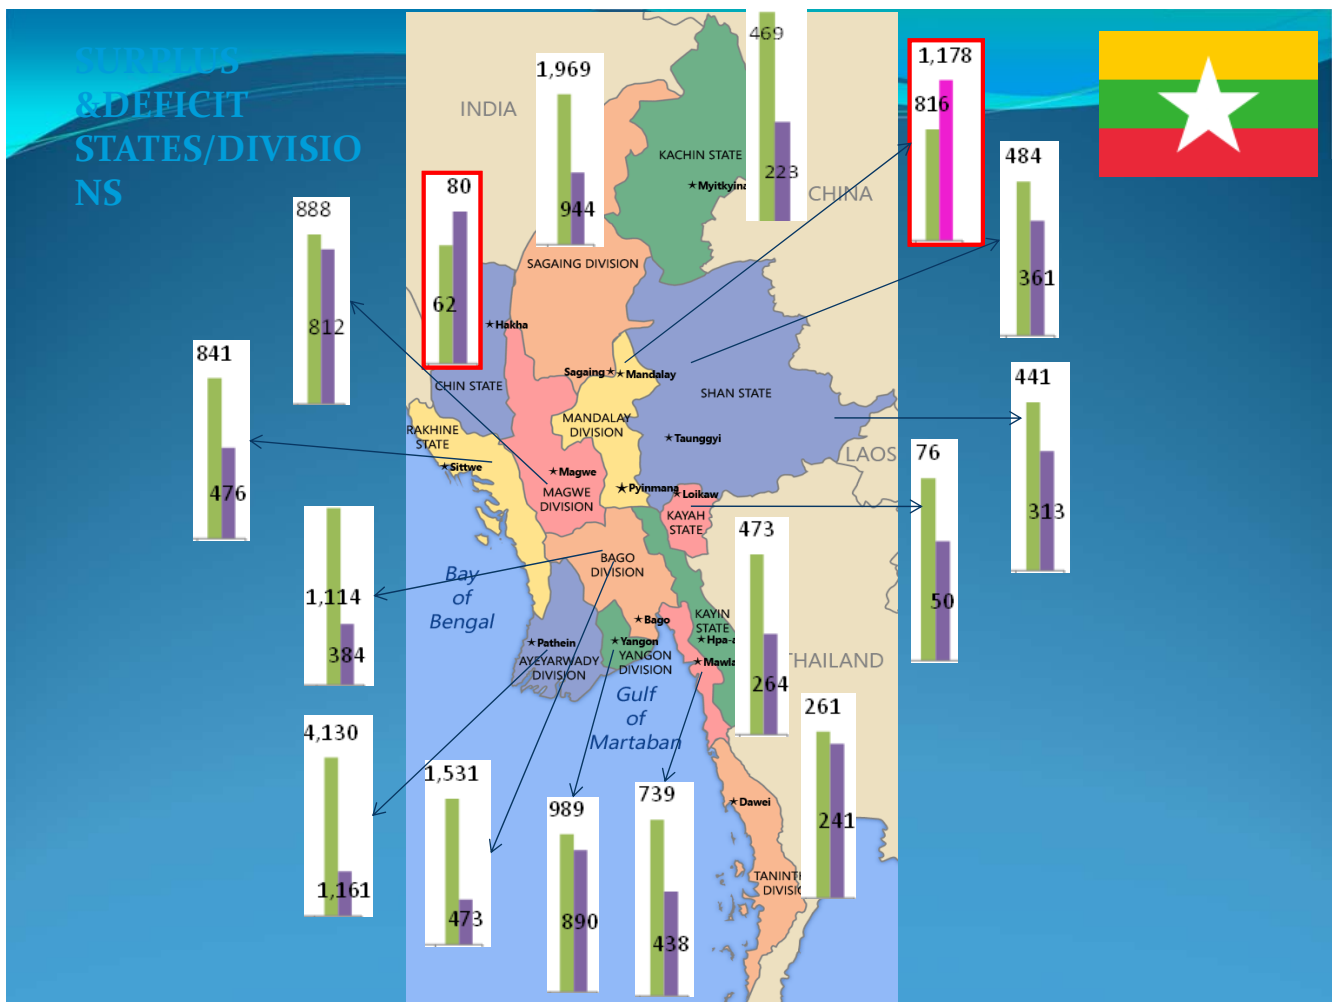 SURPLUS
&DEFICIT
STATES/DIVISIO
NS
469
223
1,178
816
1,969
944
INDIA
KACHIN STATE
Myitkyina
CHINA
484
361
80
62
888
812
SAGAING DIVISION
Hakha
841
476
Sagaing
Mandalay
CHIN STATE
SHAN STATE
441
313
MANDALAY
DIVISION
RAKHINE
STATE
Taunggyi
LAOS
76
50
Sittwe
Magwe
MAGWE
DIVISION
Pyinmana
Loikaw
KAYAH
STATE
1,114
384
473
264
BAGO
DIVISION
Bay
of
Bengal
Bago
KAYIN
STATE
Hpa-a
Pathein
Yangon
Mawla
THAILAND
AYEYARWADY
DIVISION
YANGON
DIVISION
Gulf
of
Martaban
261
241
4,130
1,161
1,531
473
989
890
739
438
Dawei
TANINTH
DIVISIO